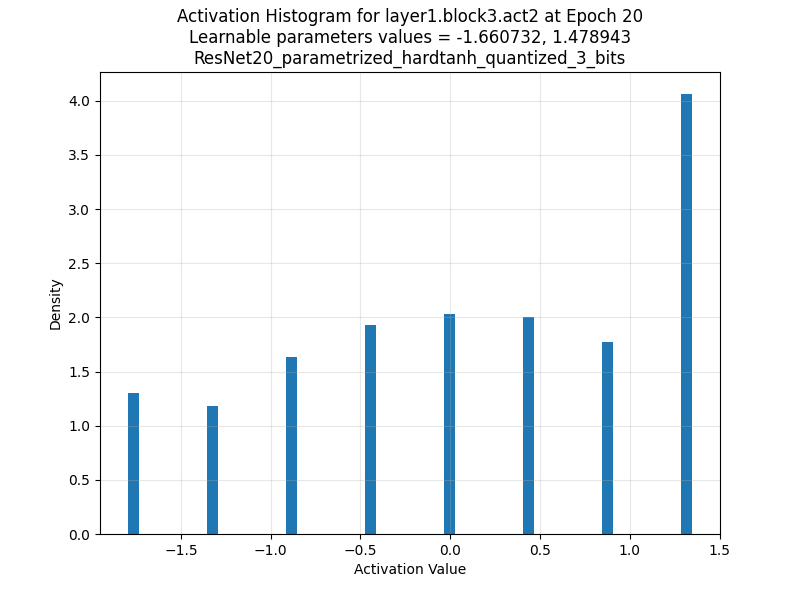 Activation Histogram for layer1.block3.act2 at Epoch 20
Learnable parameters values = -1.660732, 1.478943
ResNet20_parametrized_hardtanh_quantized_3_bits
4.0
3.5
3.0
2.5
2.0
1.5
1.0
0.5
0.0
Density
−1.5 −1.0 −0.5 0.0 0.5 1.0 1.5
Activation Value